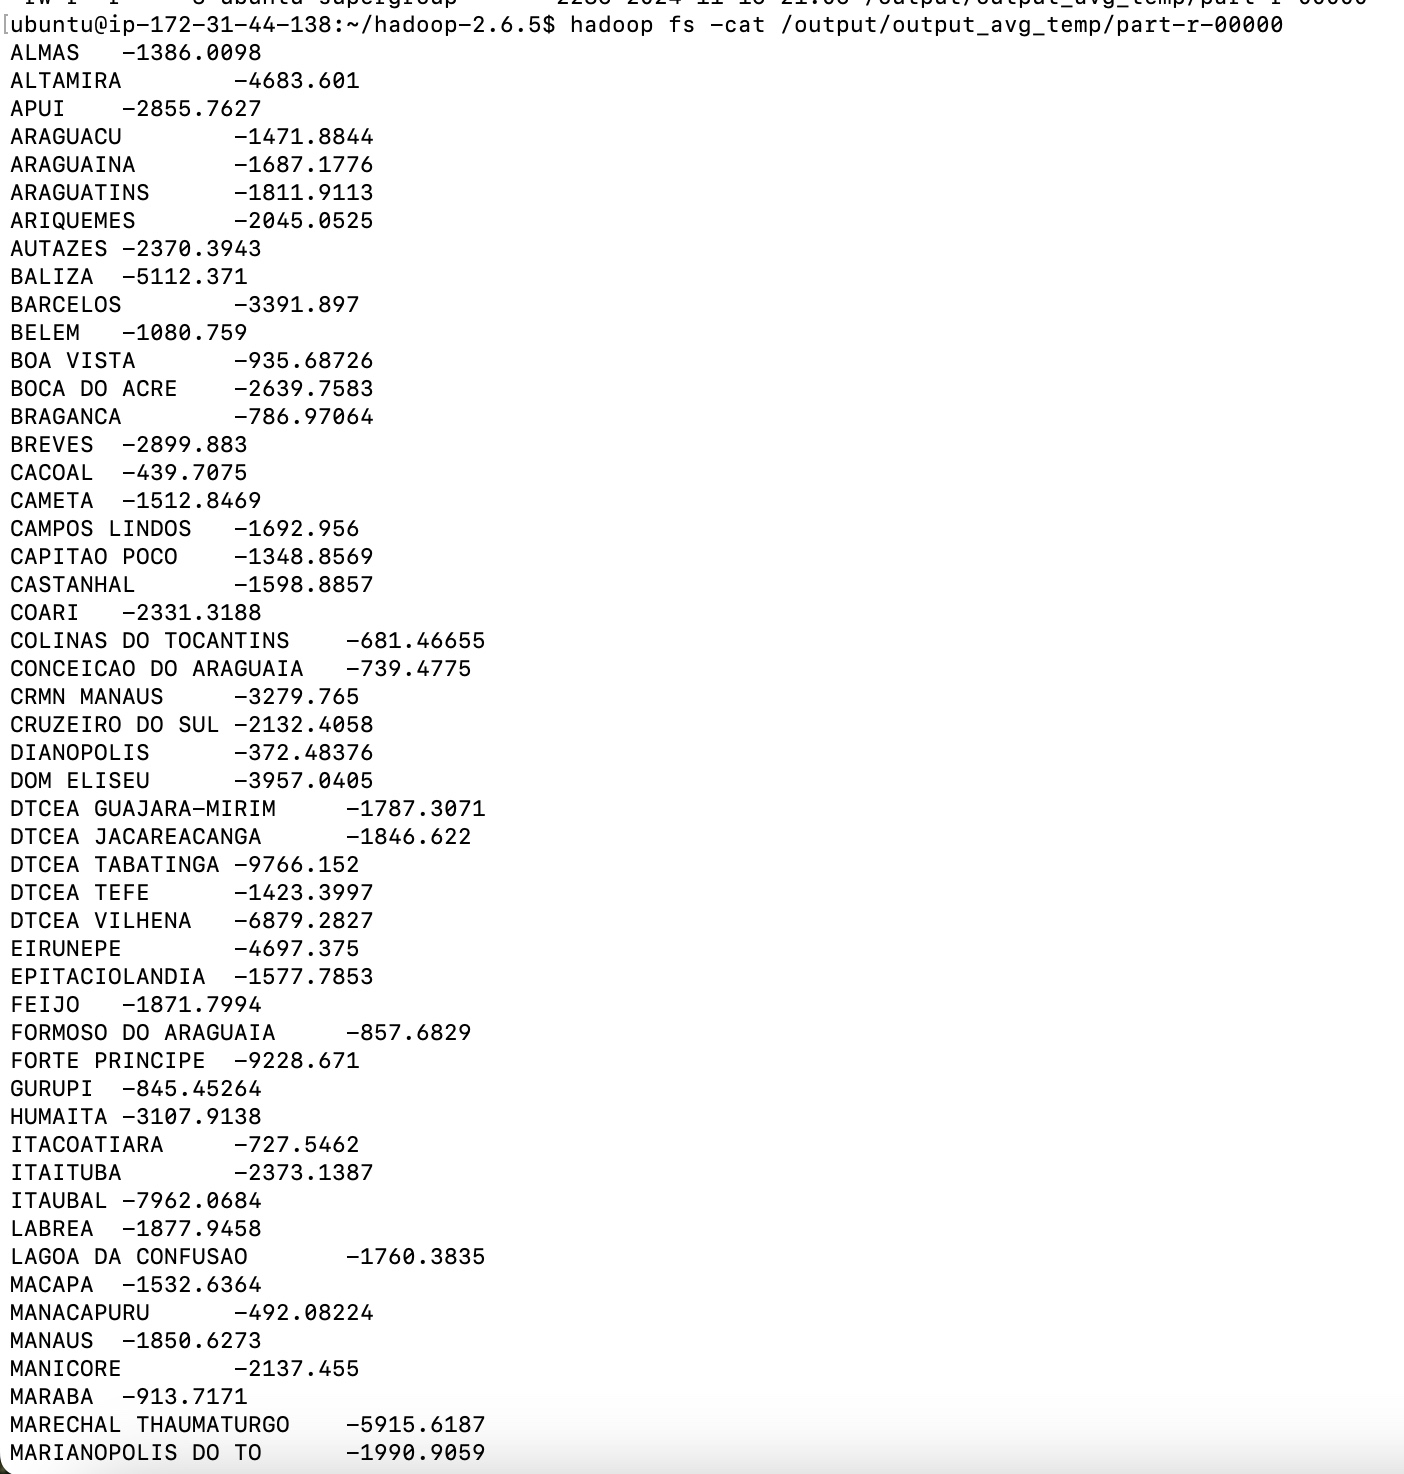 ubuntu@ip-172-31-44-138:~/hadoop-2.6.5$ hadoop fs -cat /output/output_avg_temp/part-r-00000
ALMAS -1386.0098
ALTAMIRA -4683.601
APUI -2855.7627
ARAGUACU -1471.8844
ARAGUAINA -1687.1776
ARAGUATINS -1811.9113
ARIQUEMES -2045.0525
AUTAZES -2370.3943
BALIZA -5112.371
BARCELOS -3391.897
BELEM -1080.759
BOA VISTA -935.68726
BOCA DO ACRE -2639.7583
BRAGANCA -786.97064
BREVES -2899.883
CACOAL -439.7075
CAMETA -1512.8469
CAMPOS LINDOS -1692.956
CAPITAO POCO -1348.8569
CASTANHAL -1598.8857
COARI -2331.3188
COLINAS DO TOCANTINS -681.46655
CONCEICAO DO ARAGUAIA -739.4775
CRMN MANAUS -3279.765
CRUZEIRO DO SUL -2132.4058
DIANOPOLIS -372.48376
DOM ELISEU -3957.0405
DTCEA GUAJARA-MIRIM -1787.3071
DTCEA JACAREACANGA -1846.622
DTCEA TABATINGA -9766.152
DTCEA TEFE -1423.3997
DTCEA VILHENA -6879.2827
EIRUNEPE -4697.375
EPITACIOLANDIA -1577.7853
FEIJO -1871.7994
FORMOSO DO ARAGUAIA -857.6829
FORTE PRINCIPE -9228.671
GURUPI -845.45264
HUMAITA -3107.9138
ITACOATIARA -727.5462
ITAITUBA -2373.1387
ITAUBAL -7962.0684
LABREA -1877.9458
LAGOA DA CONFUSAO -1760.3835
MACAPA -1532.6364
MANACAPURU -492.08224
MANAUS -1850.6273
MANICORE -2137.455
MARABA -913.7171
MARECHAL THAUMATURGO -5915.6187
MARIANOPOLIS DO TO -1990.9059